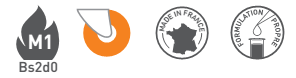 M1
Bs2d0
MADE IN FRANCE
FORMULATION PROPRE